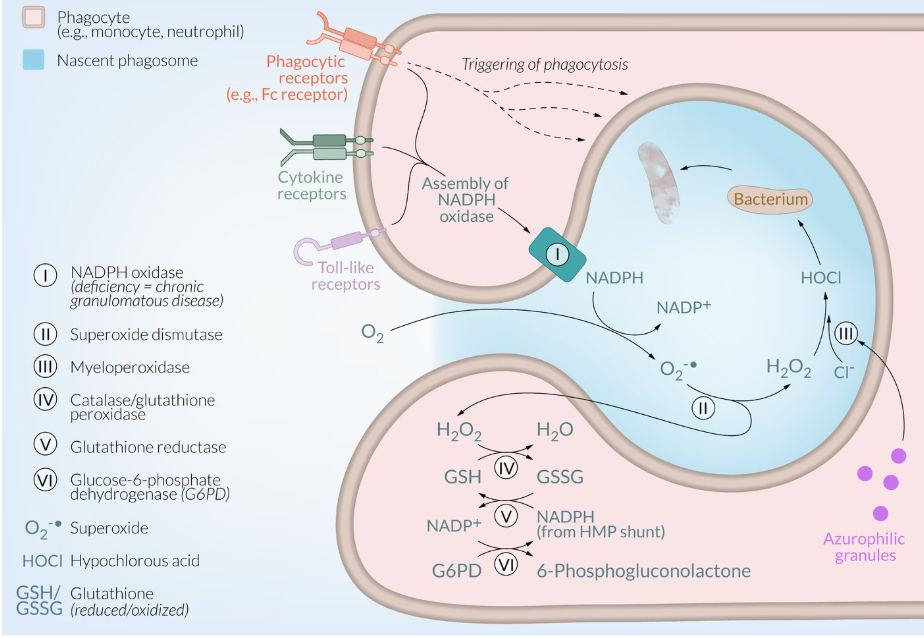 Phagocyte
(e.g., monocyte, neutrophil)
Nascent phagosome
Phagocytic
receptors
(e.g., Fc receptor)
Triggering of phagocytosis
Cytokine
receptors
Assembly of
NADPH
oxidase
Toll-like
receptors
I
Bacterium
NADPH
NADP+
HOCl
O₂
O₂⁻•
H₂O₂
Cl⁻
III
II
H₂O₂
H₂O
GSH
IV
GSSG
NADP+
V
NADPH
(from HMP shunt)
G6PD
VI
6-Phosphogluconolactone
Azurophilic
granules
I NADPH oxidase
(deficiency = chronic
granulomatous disease)
II Superoxide dismutase
III Myeloperoxidase
IV Catalase/glutathione
peroxidase
V Glutathione reductase
VI Glucose-6-phosphate
dehydrogenase (G6PD)
O₂⁻• Superoxide
HOCl Hypochlorous acid
GSH/ Glutathione
GSSG (reduced/oxidized)